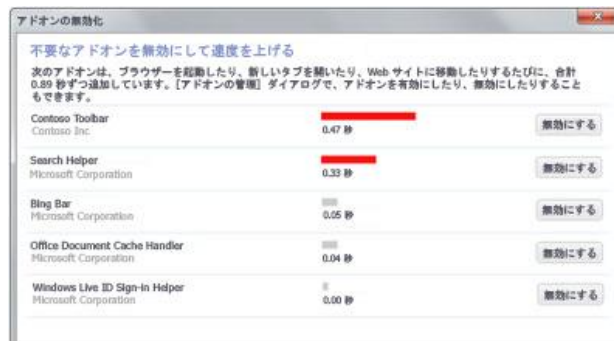 アドオンの無効化
不要なアドオンを無効にして速度を上げる
次のアドオンは、ブラウザーを起動したり、新しいタブを開いたり、Web サイトに移動したりするたびに、合計
0.89 秒ずつ追加しています。[アドオンの管理] ダイアログで、アドオンを有効にしたり、無効にしたりすること
もできます。
Contoso Toolbar
Contoso Inc.
0.47 秒
無効にする
Search Helper
Microsoft Corporation
0.33 秒
無効にする
Bing Bar
Microsoft Corporation
0.05 秒
無効にする
Office Document Cache Handler
Microsoft Corporation
0.04 秒
無効にする
Windows Live ID Sign-in Helper
Microsoft Corporation
0.00 秒
無効にする